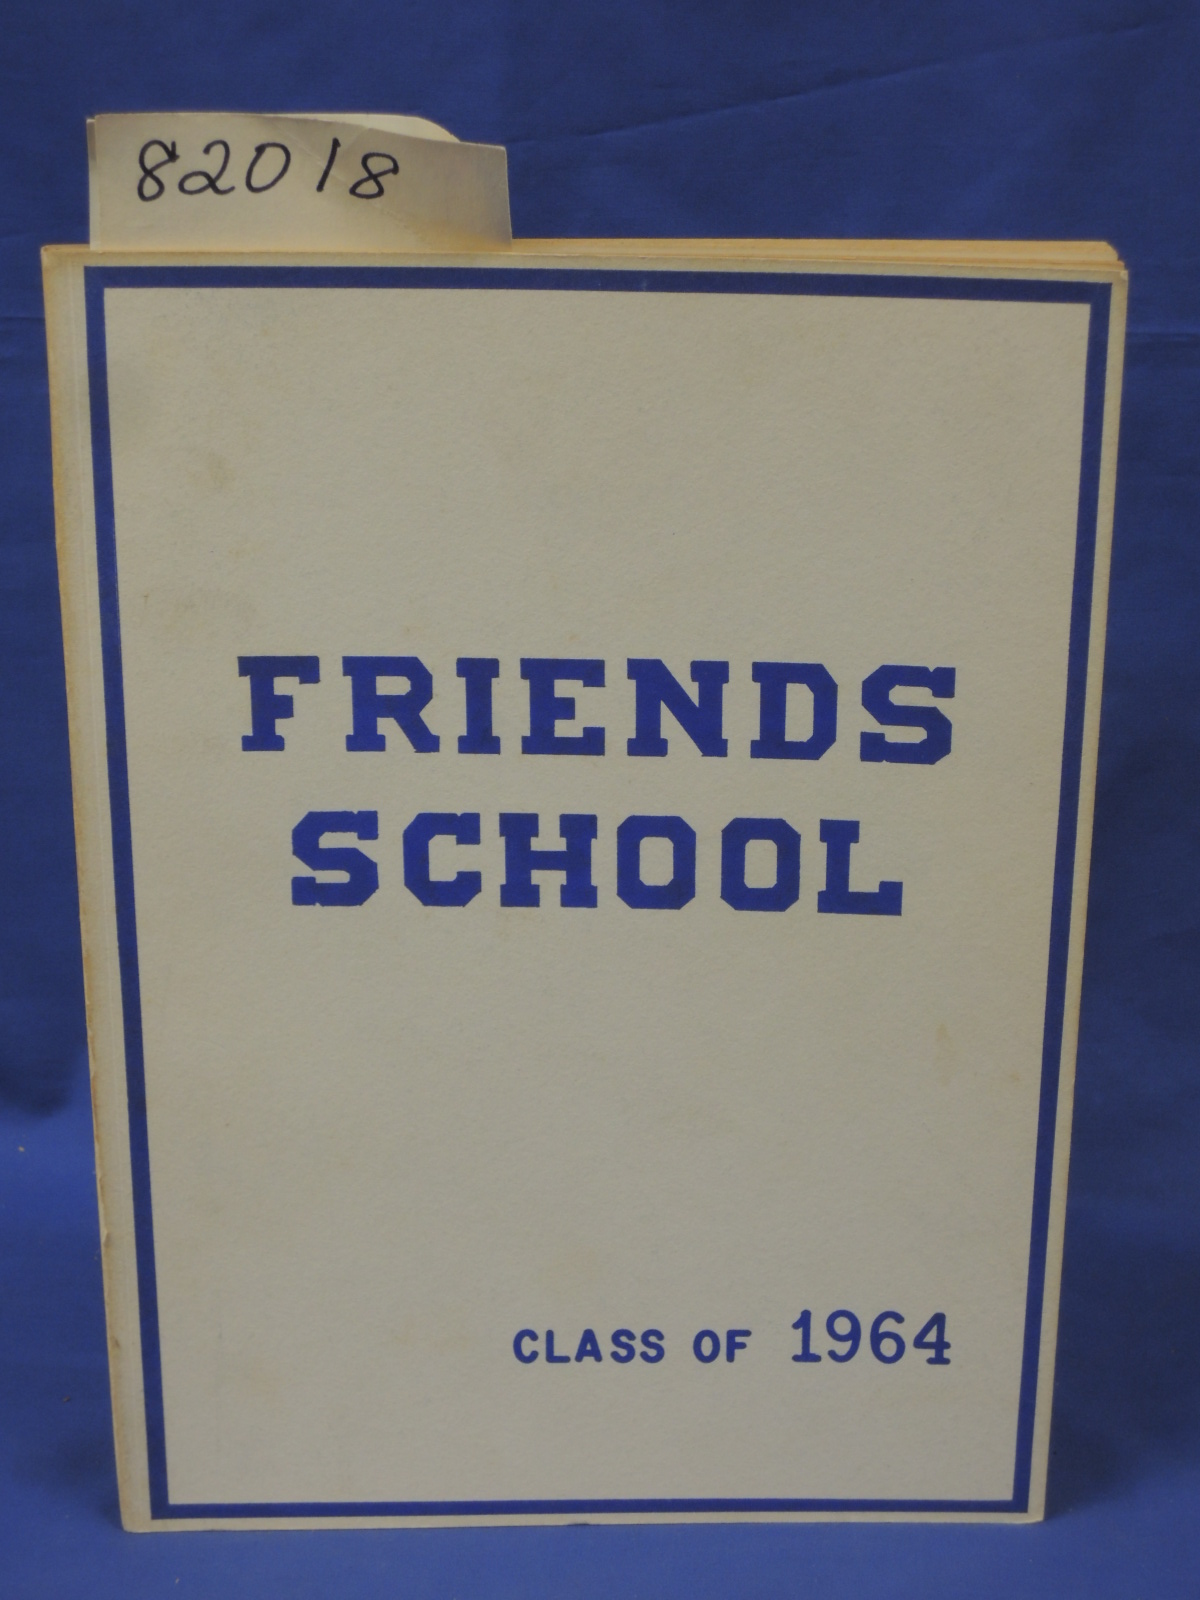 82018
FRIENDS
SCHOOL
CLASS OF 1964